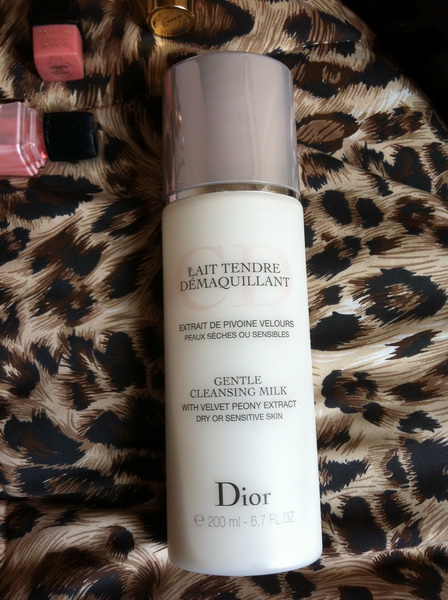 CD
LAIT TENDRE
DÉMAQUILLANT
EXTRAIT DE PIVOINE VELOURS
PEAUX SÈCHES OU SENSIBLES
GENTLE
CLEANSING MILK
WITH VELVET PEONY EXTRACT
DRY OR SENSITIVE SKIN
Dior
℮ 200 ml - 6.7 FL.OZ